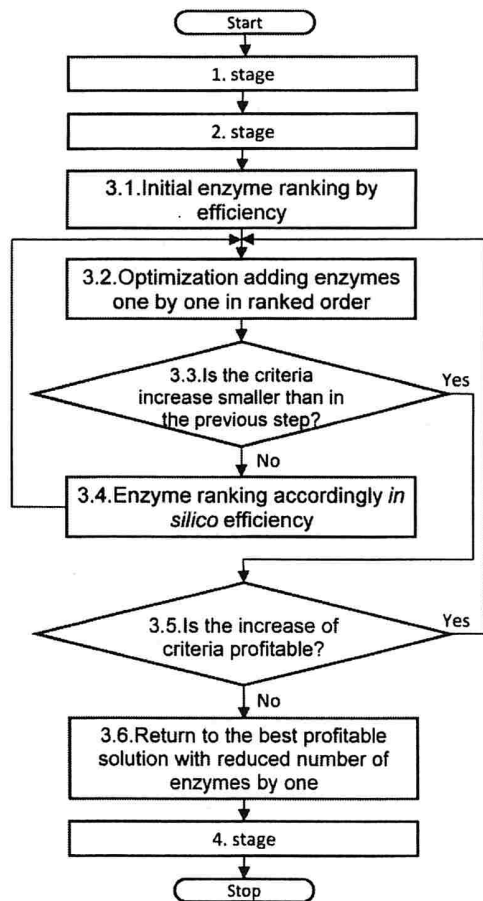 Start
1. stage
2. stage
3.1.Initial enzyme ranking by
efficiency
3.2.Optimization adding enzymes
one by one in ranked order
3.3.Is the criteria
increase smaller than in
the previous step?
Yes
No
3.4.Enzyme ranking accordingly in
silico efficiency
3.5.Is the increase of
criteria profitable?
Yes
No
3.6.Return to the best profitable
solution with reduced number of
enzymes by one
4. stage
Stop